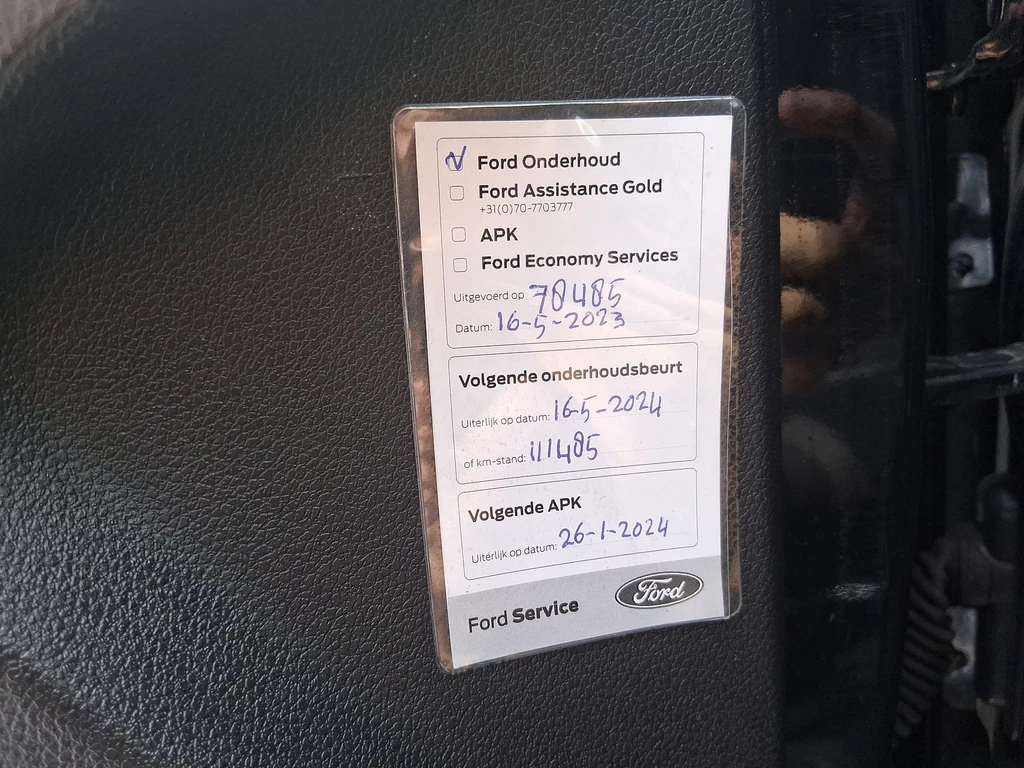 Ford Onderhoud
Ford Assistance Gold
+31(0)70-7703777
APK
Ford Economy Services
Uitgevoerd op 78485
Datum: 16-5-2023
Volgende onderhoudsbeurt
Uiterlijk op datum: 16-5-2024
of km-stand: 111485
Volgende APK
Uiterlijk op datum: 26-1-2024
Ford Service
Ford